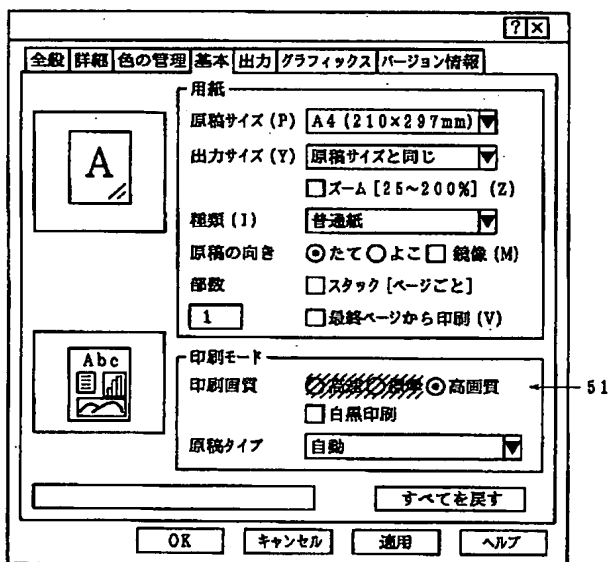 ? ×
全般 詳細 色の管理 基本 出力 グラフィックス バージョン情報
用紙
原稿サイズ (P) A4 (210×297mm)
A
出力サイズ (Y) 原稿サイズと同じ
ズーム [25~200%] (Z)
種類 (I) 普通紙
原稿の向き たて よこ 鏡像 (M)
部数 スタック [ページごと]
1 最終ページから印刷 (V)
印刷モード
Abc
印刷画質 高速 標準 高画質 51
白黒印刷
原稿タイプ 自動
すべてを戻す
OK キャンセル 適用 ヘルプ